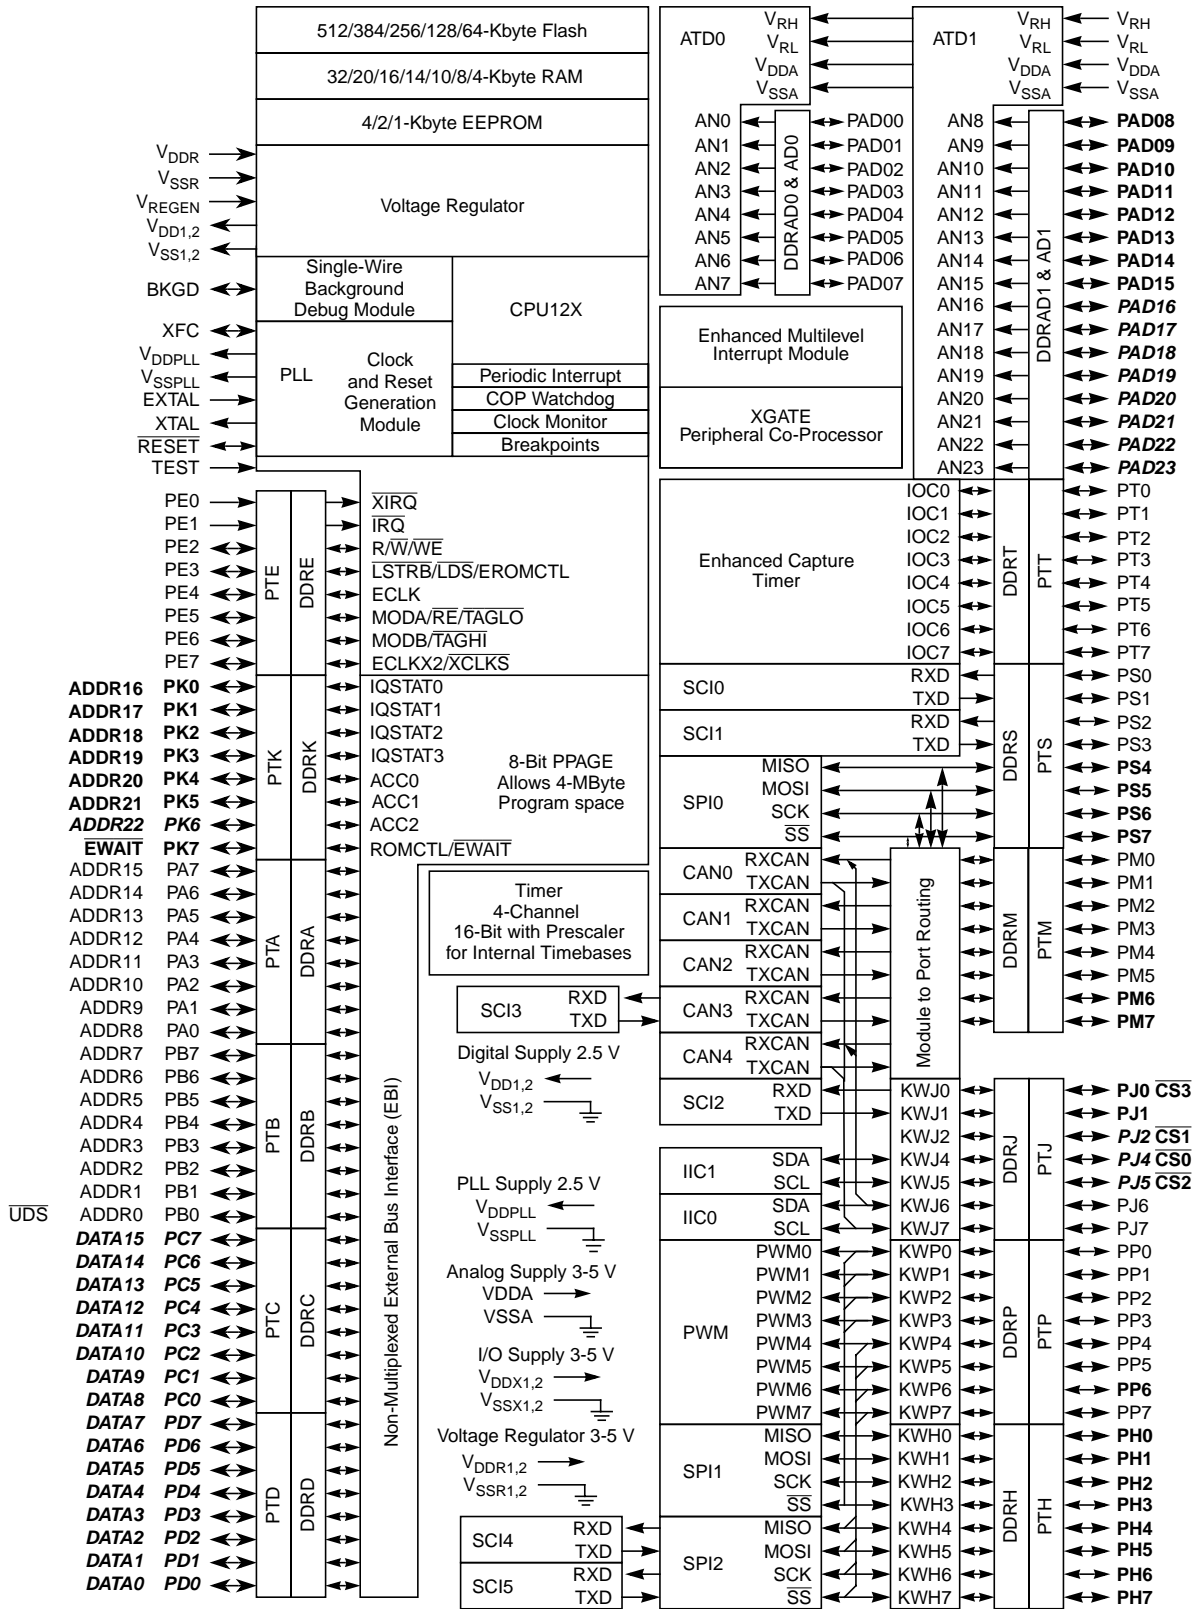 512/384/256/128/64-Kbyte Flash
32/20/16/14/10/8/4-Kbyte RAM
4/2/1-Kbyte EEPROM
VDDR
VSSR
VREGEN
VDD1,2
VSS1,2
Voltage Regulator
BKGD
Single-Wire
Background
Debug Module
CPU12X
XFC
VDDPLL
VSSPLL
EXTAL
XTAL
RESET
TEST
PLL
Clock
and Reset
Generation
Module
Periodic Interrupt
COP Watchdog
Clock Monitor
Breakpoints
PE0
PE1
PE2
PE3
PE4
PE5
PE6
PE7
PTE
DDRE
XIRQ
IRQ
R/W/WE
LSTRB/LDS/EROMCTL
ECLK
MODA/RE/TAGLO
MODB/TAGHI
ECLKX2/XCLKS
ADDR16 PK0
ADDR17 PK1
ADDR18 PK2
ADDR19 PK3
ADDR20 PK4
ADDR21 PK5
ADDR22 PK6
EWAIT PK7
PTK
DDRK
IQSTAT0
IQSTAT1
IQSTAT2
IQSTAT3
ACC0
ACC1
ACC2
ROMCTL/EWAIT
8-Bit PPAGE
Allows 4-MByte
Program space
ADDR15 PA7
ADDR14 PA6
ADDR13 PA5
ADDR12 PA4
ADDR11 PA3
ADDR10 PA2
ADDR9 PA1
ADDR8 PA0
PTA
DDRA
ADDR7 PB7
ADDR6 PB6
ADDR5 PB5
ADDR4 PB4
ADDR3 PB3
ADDR2 PB2
ADDR1 PB1
UDS ADDR0 PB0
PTB
DDRB
DATA15 PC7
DATA14 PC6
DATA13 PC5
DATA12 PC4
DATA11 PC3
DATA10 PC2
DATA9 PC1
DATA8 PC0
PTC
DDRC
DATA7 PD7
DATA6 PD6
DATA5 PD5
DATA4 PD4
DATA3 PD3
DATA2 PD2
DATA1 PD1
DATA0 PD0
PTD
DDRD
Non-Multiplexed External Bus Interface (EBI)
Timer
4-Channel
16-Bit with Prescaler
for Internal Timebases
SCI3
RXD
TXD
Digital Supply 2.5 V
VDD1,2
VSS1,2
PLL Supply 2.5 V
VDDPLL
VSSPLL
Analog Supply 3-5 V
VDDA
VSSA
I/O Supply 3-5 V
VDDX1,2
VSSX1,2
Voltage Regulator 3-5 V
VDDR1,2
VSSR1,2
SCI4
RXD
TXD
SCI5
RXD
TXD
ATD0
VRH
VRL
VDDA
VSSA
AN0
AN1
AN2
AN3
AN4
AN5
AN6
AN7
DDRAD0 & AD0
PAD00
PAD01
PAD02
PAD03
PAD04
PAD05
PAD06
PAD07
ATD1
VRH
VRL
VDDA
VSSA
VRH
VRL
VDDA
VSSA
AN8
AN9
AN10
AN11
AN12
AN13
AN14
AN15
AN16
AN17
AN18
AN19
AN20
AN21
AN22
AN23
DDRAD1 & AD1
PAD08
PAD09
PAD10
PAD11
PAD12
PAD13
PAD14
PAD15
PAD16
PAD17
PAD18
PAD19
PAD20
PAD21
PAD22
PAD23
Enhanced Multilevel
Interrupt Module
XGATE
Peripheral Co-Processor
Enhanced Capture
Timer
IOC0
IOC1
IOC2
IOC3
IOC4
IOC5
IOC6
IOC7
DDRT
PTT
PT0
PT1
PT2
PT3
PT4
PT5
PT6
PT7
SCI0
RXD
TXD
SCI1
RXD
TXD
SPI0
MISO
MOSI
SCK
SS
DDRS
PTS
PS0
PS1
PS2
PS3
PS4
PS5
PS6
PS7
CAN0
RXCAN
TXCAN
CAN1
RXCAN
TXCAN
CAN2
RXCAN
TXCAN
CAN3
RXCAN
TXCAN
CAN4
RXCAN
TXCAN
Module to Port Routing
DDRM
PTM
PM0
PM1
PM2
PM3
PM4
PM5
PM6
PM7
SCI2
RXD
TXD
IIC1
SDA
SCL
IIC0
SDA
SCL
KWJ0
KWJ1
KWJ2
KWJ4
KWJ5
KWJ6
KWJ7
DDRJ
PTJ
PJ0 CS3
PJ1
PJ2 CS1
PJ4 CS0
PJ5 CS2
PJ6
PJ7
PWM
PWM0
PWM1
PWM2
PWM3
PWM4
PWM5
PWM6
PWM7
KWP0
KWP1
KWP2
KWP3
KWP4
KWP5
KWP6
KWP7
DDRP
PTP
PP0
PP1
PP2
PP3
PP4
PP5
PP6
PP7
SPI1
MISO
MOSI
SCK
SS
SPI2
MISO
MOSI
SCK
SS
KWH0
KWH1
KWH2
KWH3
KWH4
KWH5
KWH6
KWH7
DDRH
PTH
PH0
PH1
PH2
PH3
PH4
PH5
PH6
PH7